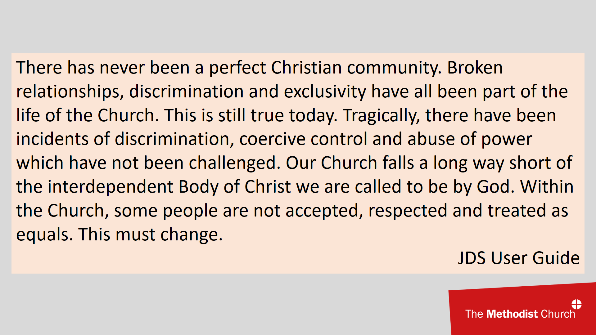 There has never been a perfect Christian community. Broken
relationships, discrimination and exclusivity have all been part of the
life of the Church. This is still true today. Tragically, there have been
incidents of discrimination, coercive control and abuse of power
which have not been challenged. Our Church falls a long way short of
the interdependent Body of Christ we are called to be by God. Within
the Church, some people are not accepted, respected and treated as
equals. This must change.
JDS User Guide
The Methodist Church